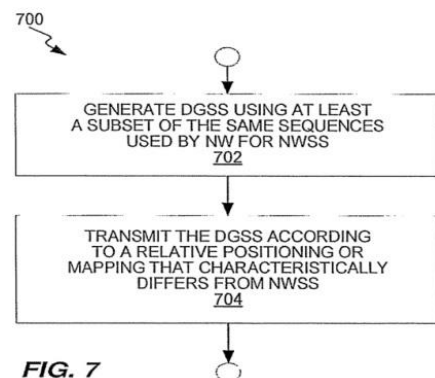 700
GENERATE DGSS USING AT LEAST
A SUBSET OF THE SAME SEQUENCES
USED BY NW FOR NWSS
702
TRANSMIT THE DGSS ACCORDING
TO A RELATIVE POSITIONING OR
MAPPING THAT CHARACTERISTICALLY
DIFFERS FROM NWSS
704
FIG. 7